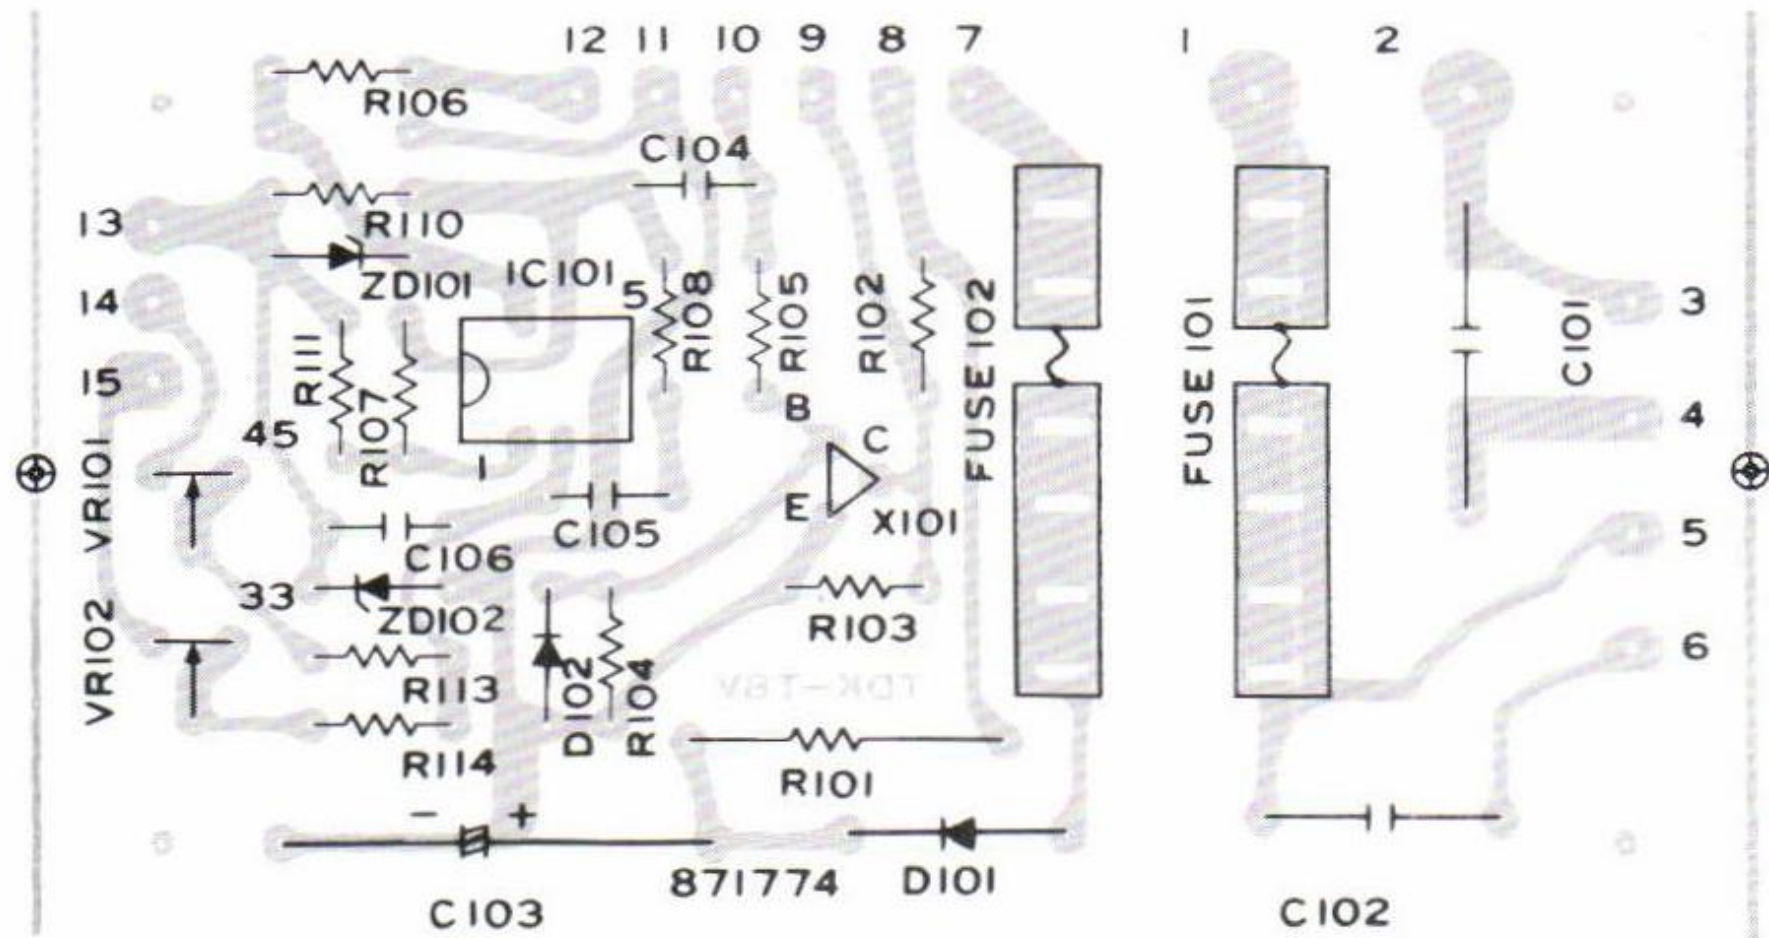 12 11 10 9 8 7 1 2
R106
C104
13
R110
ZD101
IC101
5
R108
R105
R102
FUSE 102
FUSE 101
C101
3
14
R111
R107
15
4
B
C
45
VR101
1
E
X101
C105
5
C106
33
ZD102
R103
6
VR102
R113
D102
R104
TDK-T8V
R114
R101
- +
871774
D101
C103
C102